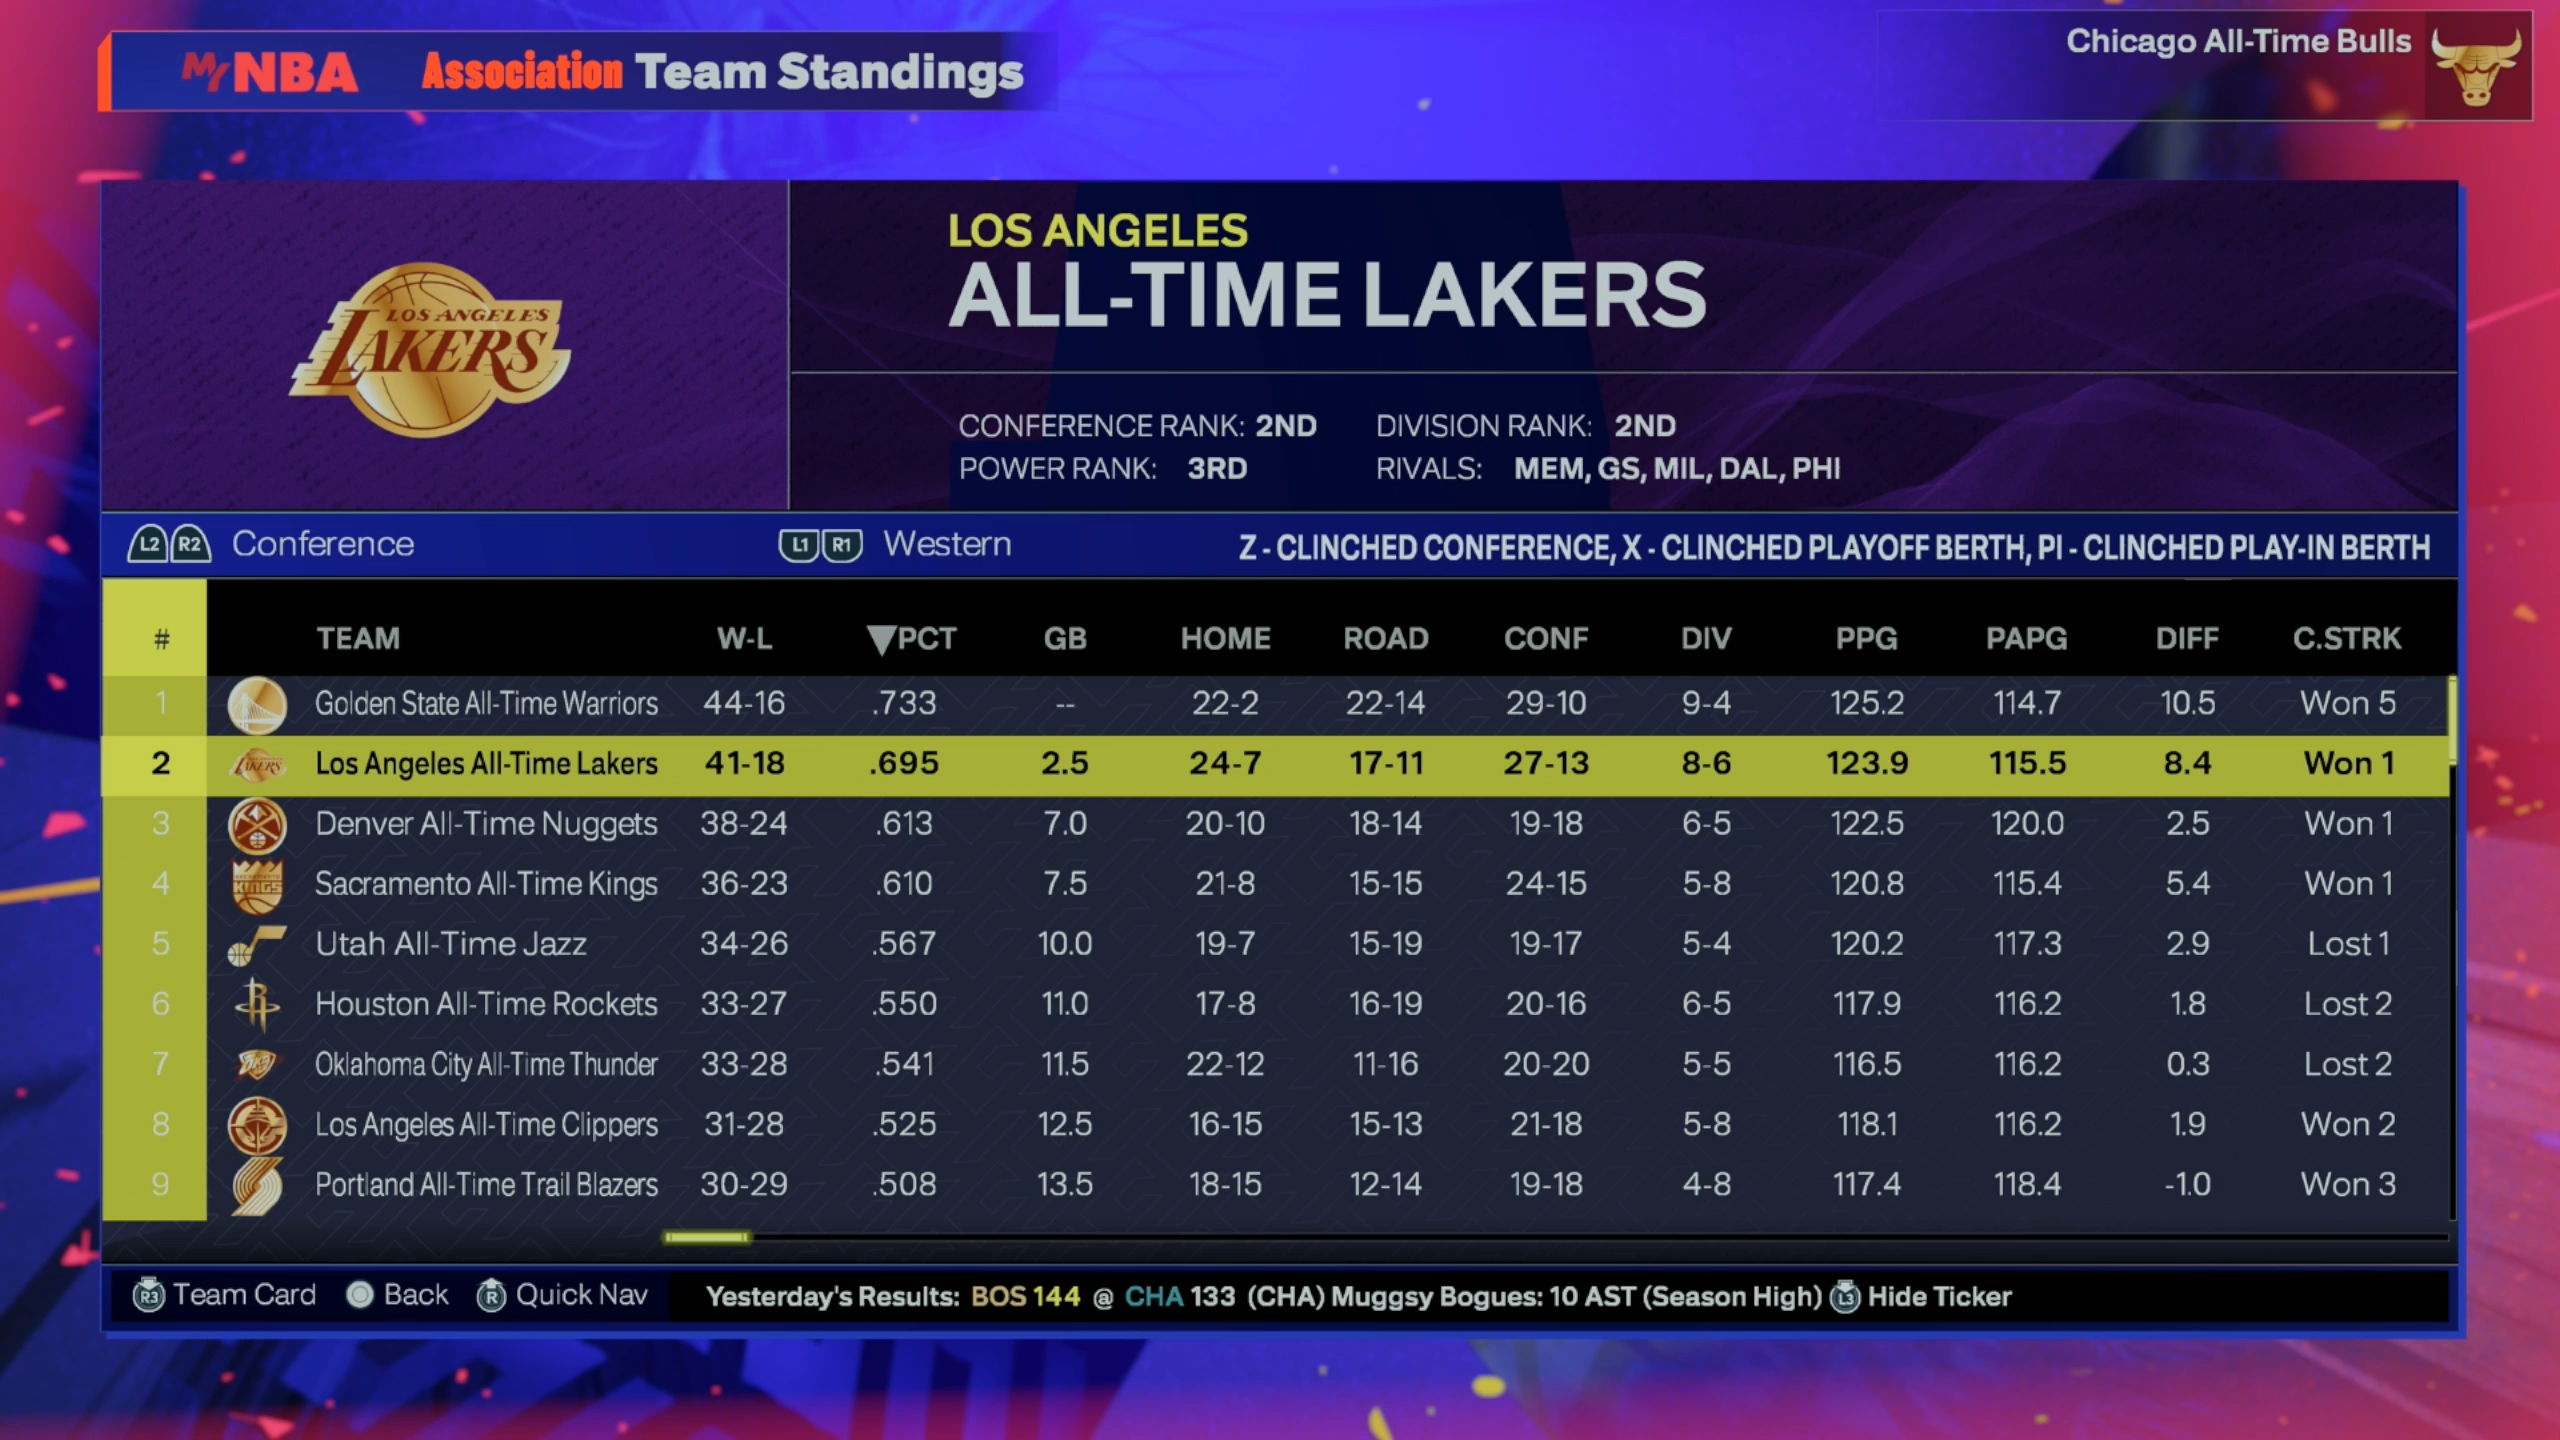 MyNBA Association Team Standings
Chicago All-Time Bulls
LOS ANGELES LAKERS
LOS ANGELES
ALL-TIME LAKERS
CONFERENCE RANK: 2ND DIVISION RANK: 2ND
POWER RANK: 3RD RIVALS: MEM, GS, MIL, DAL, PHI
L2 R2 Conference L1 R1 Western Z - CLINCHED CONFERENCE, X - CLINCHED PLAYOFF BERTH, PI - CLINCHED PLAY-IN BERTH
# TEAM W-L ▼PCT GB HOME ROAD CONF DIV PPG PAPG DIFF C.STRK
1 Golden State All-Time Warriors 44-16 .733 -- 22-2 22-14 29-10 9-4 125.2 114.7 10.5 Won 5
2 LAKERS Los Angeles All-Time Lakers 41-18 .695 2.5 24-7 17-11 27-13 8-6 123.9 115.5 8.4 Won 1
3 Denver All-Time Nuggets 38-24 .613 7.0 20-10 18-14 19-18 6-5 122.5 120.0 2.5 Won 1
4 KINGS Sacramento All-Time Kings 36-23 .610 7.5 21-8 15-15 24-15 5-8 120.8 115.4 5.4 Won 1
5 Utah All-Time Jazz 34-26 .567 10.0 19-7 15-19 19-17 5-4 120.2 117.3 2.9 Lost 1
6 R Houston All-Time Rockets 33-27 .550 11.0 17-8 16-19 20-16 6-5 117.9 116.2 1.8 Lost 2
7 OKC Oklahoma City All-Time Thunder 33-28 .541 11.5 22-12 11-16 20-20 5-5 116.5 116.2 0.3 Lost 2
8 Los Angeles All-Time Clippers 31-28 .525 12.5 16-15 15-13 21-18 5-8 118.1 116.2 1.9 Won 2
9 Portland All-Time Trail Blazers 30-29 .508 13.5 18-15 12-14 19-18 4-8 117.4 118.4 -1.0 Won 3
R3 Team Card Back R Quick Nav Yesterday's Results: BOS 144 @ CHA 133 (CHA) Muggsy Bogues: 10 AST (Season High) L3 Hide Ticker